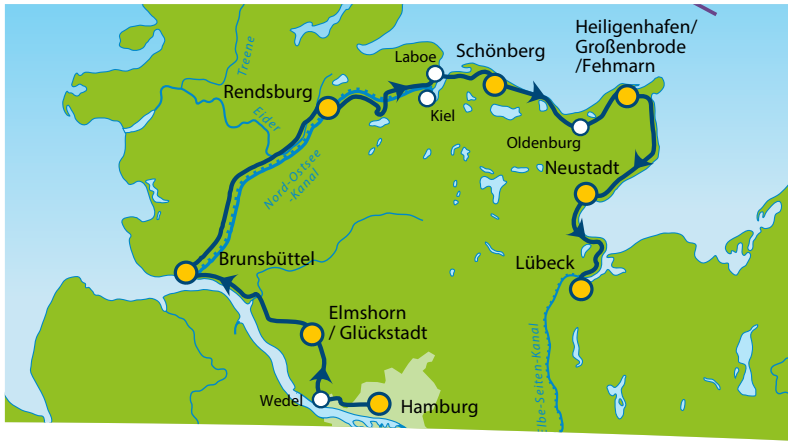 Heiligenhafen/
Großenbrode
/Fehmarn
Laboe
Schönberg
Treene
Rendsburg
Eider
Kiel
Oldenburg
Nord-Ostsee
-Kanal
Neustadt
Brunsbüttel
Lübeck
Elmshorn
/ Glückstadt
Elbe-Seiten-Kanal
Wedel
Hamburg